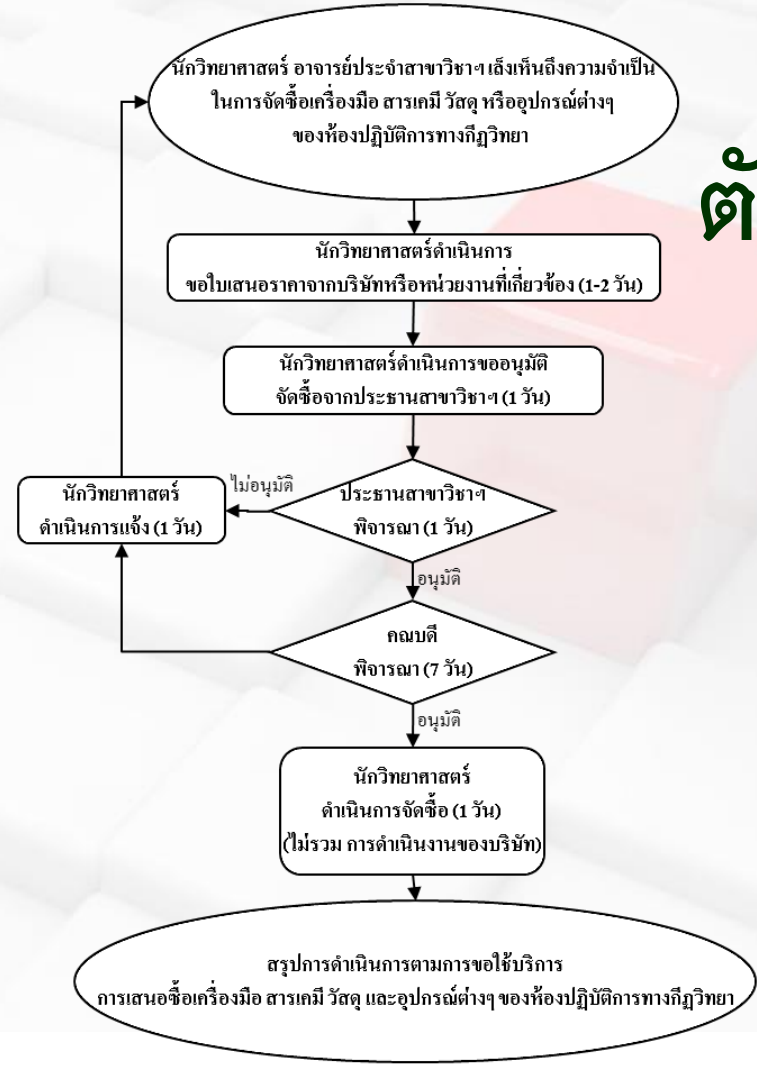 นักวิทยาศาสตร์ อาจารย์ประจำสาขาวิชาฯ เล็งเห็นถึงความจำเป็น
ในการจัดซื้อเครื่องมือ สารเคมี วัสดุ หรืออุปกรณ์ต่างๆ
ของห้องปฏิบัติการทางกีฏวิทยา
ตั
นักวิทยาศาสตร์ดำเนินการ
ขอใบเสนอราคาจากบริษัทหรือหน่วยงานที่เกี่ยวข้อง (1-2 วัน)
นักวิทยาศาสตร์ดำเนินการขออนุมัติ
จัดซื้อจากประธานสาขาวิชาฯ (1 วัน)
ไม่อนุมัติ
นักวิทยาศาสตร์
ดำเนินการแจ้ง (1 วัน)
ประธานสาขาวิชาฯ
พิจารณา (1 วัน)
อนุมัติ
คณบดี
พิจารณา (7 วัน)
อนุมัติ
นักวิทยาศาสตร์
ดำเนินการจัดซื้อ (1 วัน)
(ไม่รวม การดำเนินงานของบริษัท)
สรุปการดำเนินการตามการขอใช้บริการ
การเสนอซื้อเครื่องมือ สารเคมี วัสดุ และอุปกรณ์ต่างๆ ของห้องปฏิบัติการทางกีฏวิทยา